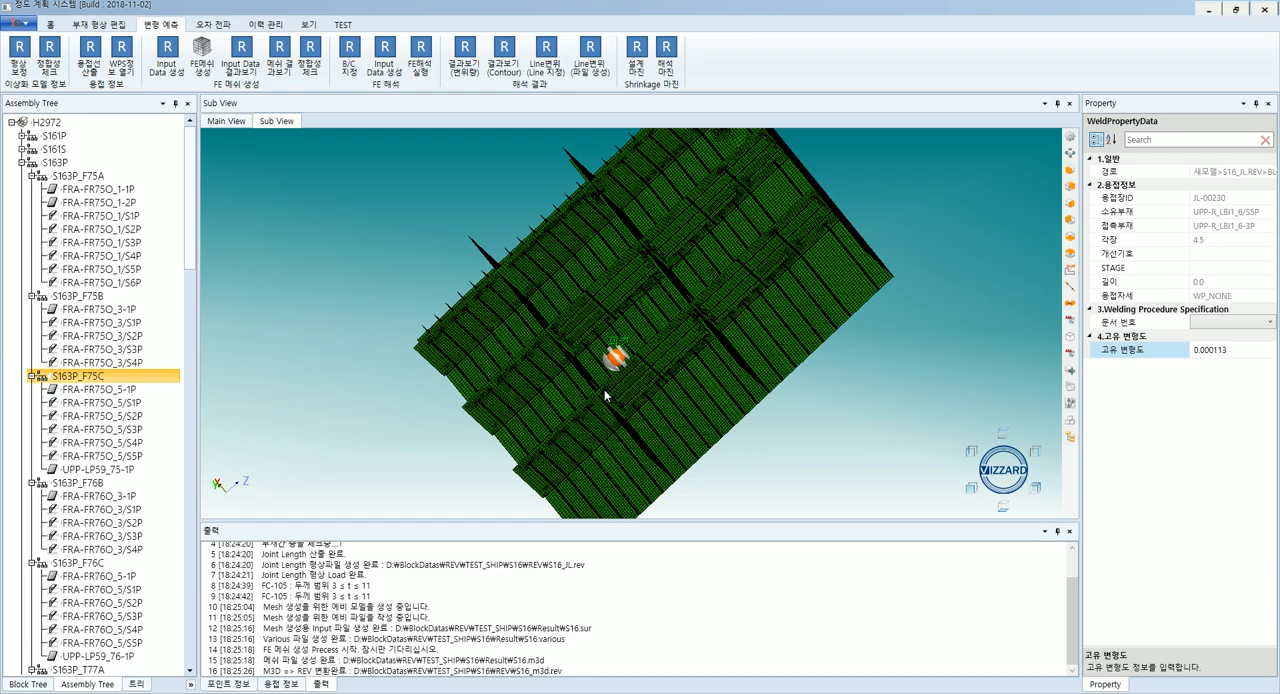 정도 계획 시스템 [Build : 2018-11-02]
홈 부재 형상 편집 변형 예측 오차 전파 이력 관리 보기 TEST
형상 보정
정합성 체크
용접선 산출
WPS정보 열기
Input Data 생성
FE메쉬 생성
Input Data 결과보기
메쉬 결과보기
정합성 체크
B/C 지정
Input Data 생성
FE해석 실행
결과보기 (변위량)
결과보기 (Contour)
Line변위 (Line 지정)
Line변위 (파일 생성)
설계 마진
해석 마진
이상화 모델 정보 용접 정보 FE 메쉬 생성 FE 해석 해석 결과 Shrinkage 마진
Assembly Tree
H2972
S161P
S161S
S163P
S163P_F75A
FRA-FR75O_1-1P
FRA-FR75O_1-2P
FRA-FR75O_1/S1P
FRA-FR75O_1/S2P
FRA-FR75O_1/S3P
FRA-FR75O_1/S4P
FRA-FR75O_1/S5P
FRA-FR75O_1/S6P
S163P_F75B
FRA-FR75O_3-1P
FRA-FR75O_3/S1P
FRA-FR75O_3/S2P
FRA-FR75O_3/S3P
FRA-FR75O_3/S4P
S163P_F75C
FRA-FR75O_5-1P
FRA-FR75O_5/S1P
FRA-FR75O_5/S2P
FRA-FR75O_5/S3P
FRA-FR75O_5/S4P
FRA-FR75O_5/S5P
UPP-LP59_75-1P
S163P_F76B
FRA-FR76O_3-1P
FRA-FR76O_3/S1P
FRA-FR76O_3/S2P
FRA-FR76O_3/S3P
FRA-FR76O_3/S4P
S163P_F76C
FRA-FR76O_5-1P
FRA-FR76O_5/S1P
FRA-FR76O_5/S2P
FRA-FR76O_5/S3P
FRA-FR76O_5/S4P
FRA-FR76O_5/S5P
UPP-LP59_76-1P
S163P_T77A
Block Tree Assembly Tree 트리
Sub View
Main View Sub View
Y Z
VIZZARD
출력
5 [18:24:20] Joint Length 산출 완료.
6 [18:24:20] Joint Length 형상파일 생성 완료 : D:₩BlockDatas₩REV₩TEST_SHIP₩S16₩REV₩S16_JL.rev
7 [18:24:21] Joint Length 형상 Load 완료.
8 [18:24:39] FC-105 : 두께 범위 3 ≤ t ≤ 11
9 [18:24:42] FC-105 : 두께 범위 3 ≤ t ≤ 11
10 [18:25:04] Mesh 생성을 위한 예비 모델을 생성 중입니다.
11 [18:25:05] Mesh 생성을 위한 예비 파일을 작성 중입니다.
12 [18:25:16] Mesh 생성용 Input 파일 생성 완료 : D:₩BlockDatas₩REV₩TEST_SHIP₩S16₩Result₩S16.sur
13 [18:25:16] Various 파일 생성 완료 : D:₩BlockDatas₩REV₩TEST_SHIP₩S16₩Result₩S16.various
14 [18:25:16] FE 메쉬 생성 Precess 시작. 잠시만 기다리십시오.
15 [18:25:18] 메쉬 파일 생성 완료 : D:₩BlockDatas₩REV₩TEST_SHIP₩S16₩Result₩S16.m3d
16 [18:25:26] M3D => REV 변환완료 : D:₩BlockDatas₩REV₩TEST_SHIP₩S16₩Result₩S16_m3d.rev
포인트 정보 용접 정보 출력
Property
WeldPropertyData
Search
1.일반
경로 새모델>S16_JL.REV>BL
2.용접정보
용접장ID JL-00230
소유부재 UPP-R_LBI1_6/S5P
접촉부재 UPP-R_LBI1_6-3P
각장 4.5
개선기호
STAGE
길이 0.0
용접자세 WP_NONE
3.Welding Procedure Specification
문서 번호
4.고유 변형도
고유 변형도 0.000113
고유 변형도
고유 변형도 정보를 입력합니다.
Property